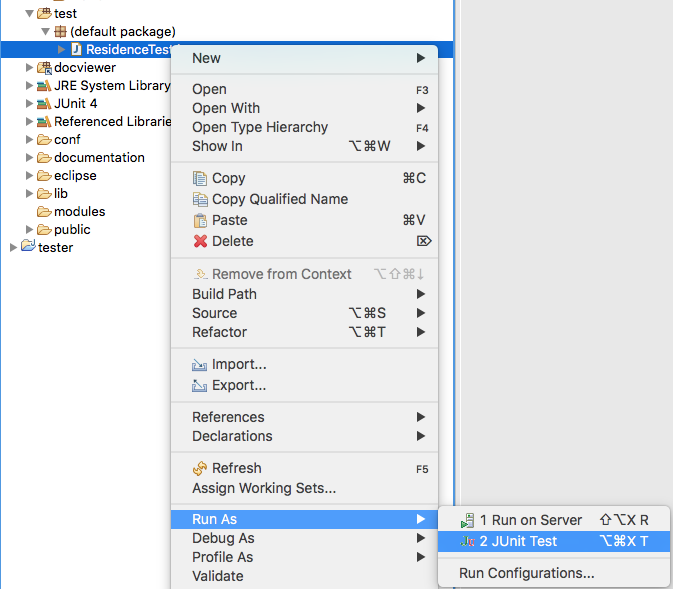 test
(default package)
ResidenceTest
docviewer
JRE System Library
JUnit 4
Referenced Librarie
conf
documentation
eclipse
lib
modules
public
tester
New
Open F3
Open With
Open Type Hierarchy F4
Show In ⌥⌘W
Copy ⌘C
Copy Qualified Name
Paste ⌘V
Delete ⌦
Remove from Context ⌥⇧⌘↓
Build Path
Source ⌥⌘S
Refactor ⌥⌘T
Import...
Export...
References
Declarations
Refresh F5
Assign Working Sets...
Run As
Debug As
Profile As
Validate
1 Run on Server ⇧⌥X R
2 JUnit Test ⌥⌘X T
Run Configurations...